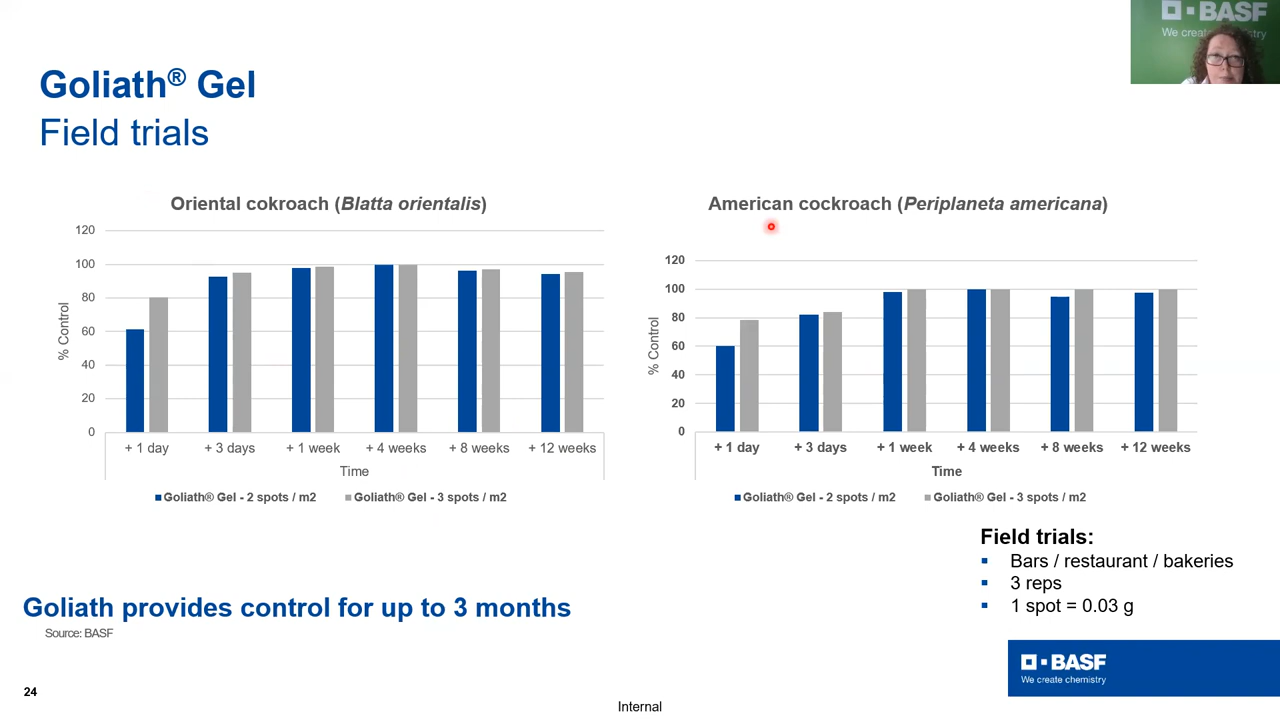 BASF
We create chemistry
Goliath® Gel
Field trials
Oriental cokroach (Blatta orientalis)
120
100
80
60
40
20
0
% Control
+ 1 day
+ 3 days
+ 1 week
+ 4 weeks
+ 8 weeks
+ 12 weeks
Time
Goliath® Gel - 2 spots / m2
Goliath® Gel - 3 spots / m2
American cockroach (Periplaneta americana)
120
100
80
60
40
20
0
% Control
+ 1 day
+ 3 days
+ 1 week
+ 4 weeks
+ 8 weeks
+ 12 weeks
Time
Goliath® Gel - 2 spots / m2
Goliath® Gel - 3 spots / m2
Field trials:
Bars / restaurant / bakeries
3 reps
1 spot = 0.03 g
Goliath provides control for up to 3 months
Source: BASF
BASF
We create chemistry
24
Internal